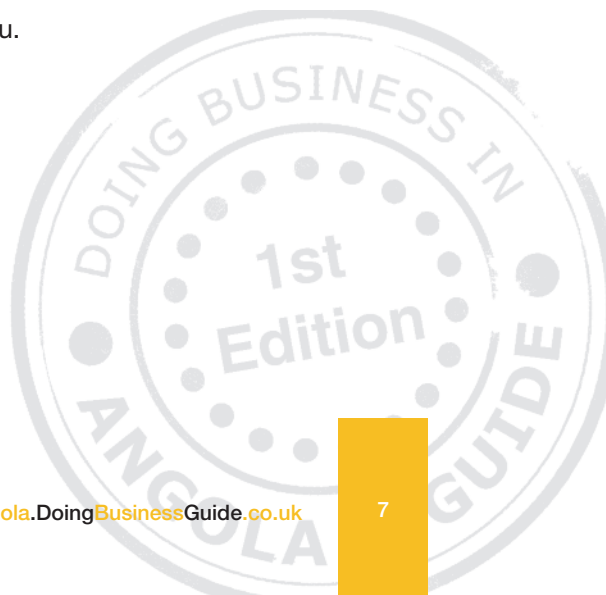 u.
DOING BUSINESS IN
1st
Edition
ANGOLA GUIDE
ola.DoingBusinessGuide.co.uk
7